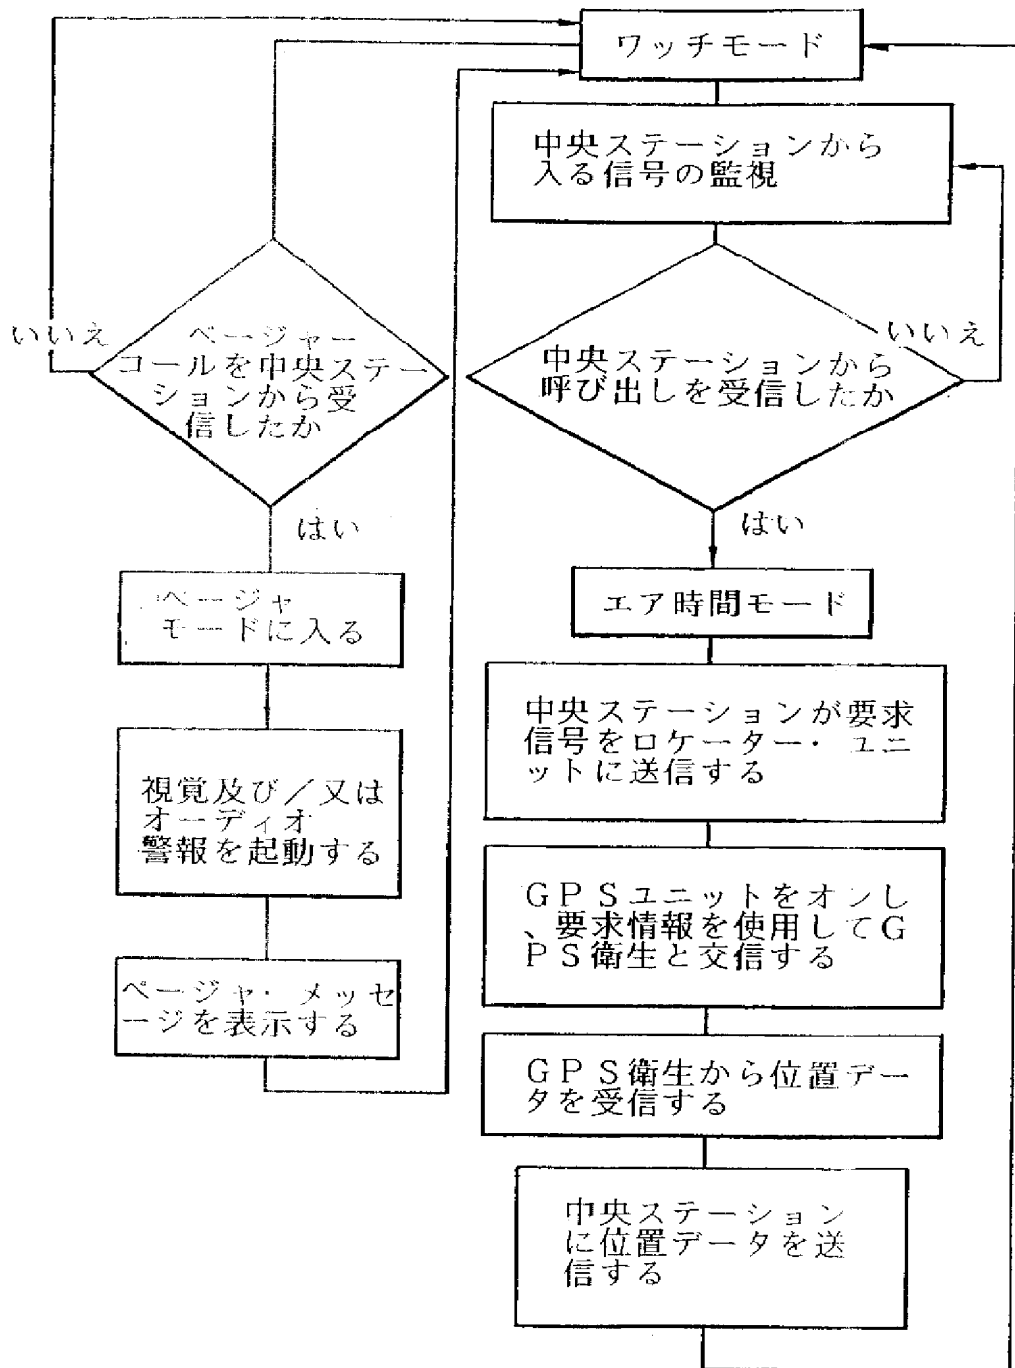 ワッチモード
中央ステーションから
入る信号の監視
いいえ
ページャー
コールを中央ステー
ションから受
信したか
はい
ページャ
モードに入る
視覚及び／又は
オーディオ
警報を起動する
ページャ・メッセ
ージを表示する
いいえ
中央ステーションから
呼び出しを受信したか
はい
エア時間モード
中央ステーションが要求
信号をロケーター・ユニ
ットに送信する
ＧＰＳユニットをオンし
、要求情報を使用してＧ
ＰＳ衛生と交信する
ＧＰＳ衛生から位置デー
タを受信する
中央ステーション
に位置データを送
信する